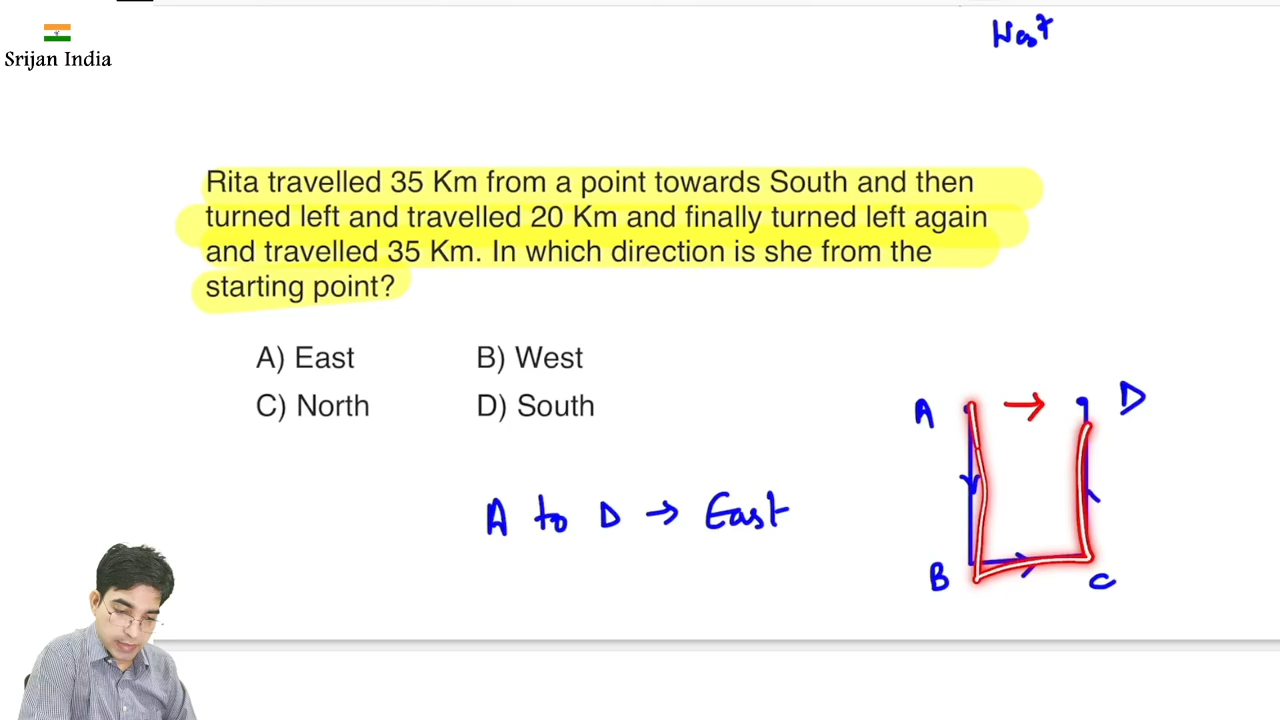 West
Srijan India
Rita travelled 35 Km from a point towards South and then
turned left and travelled 20 Km and finally turned left again
and travelled 35 Km. In which direction is she from the
starting point?
A) East B) West
C) North D) South
A → D
A to D → East
B C